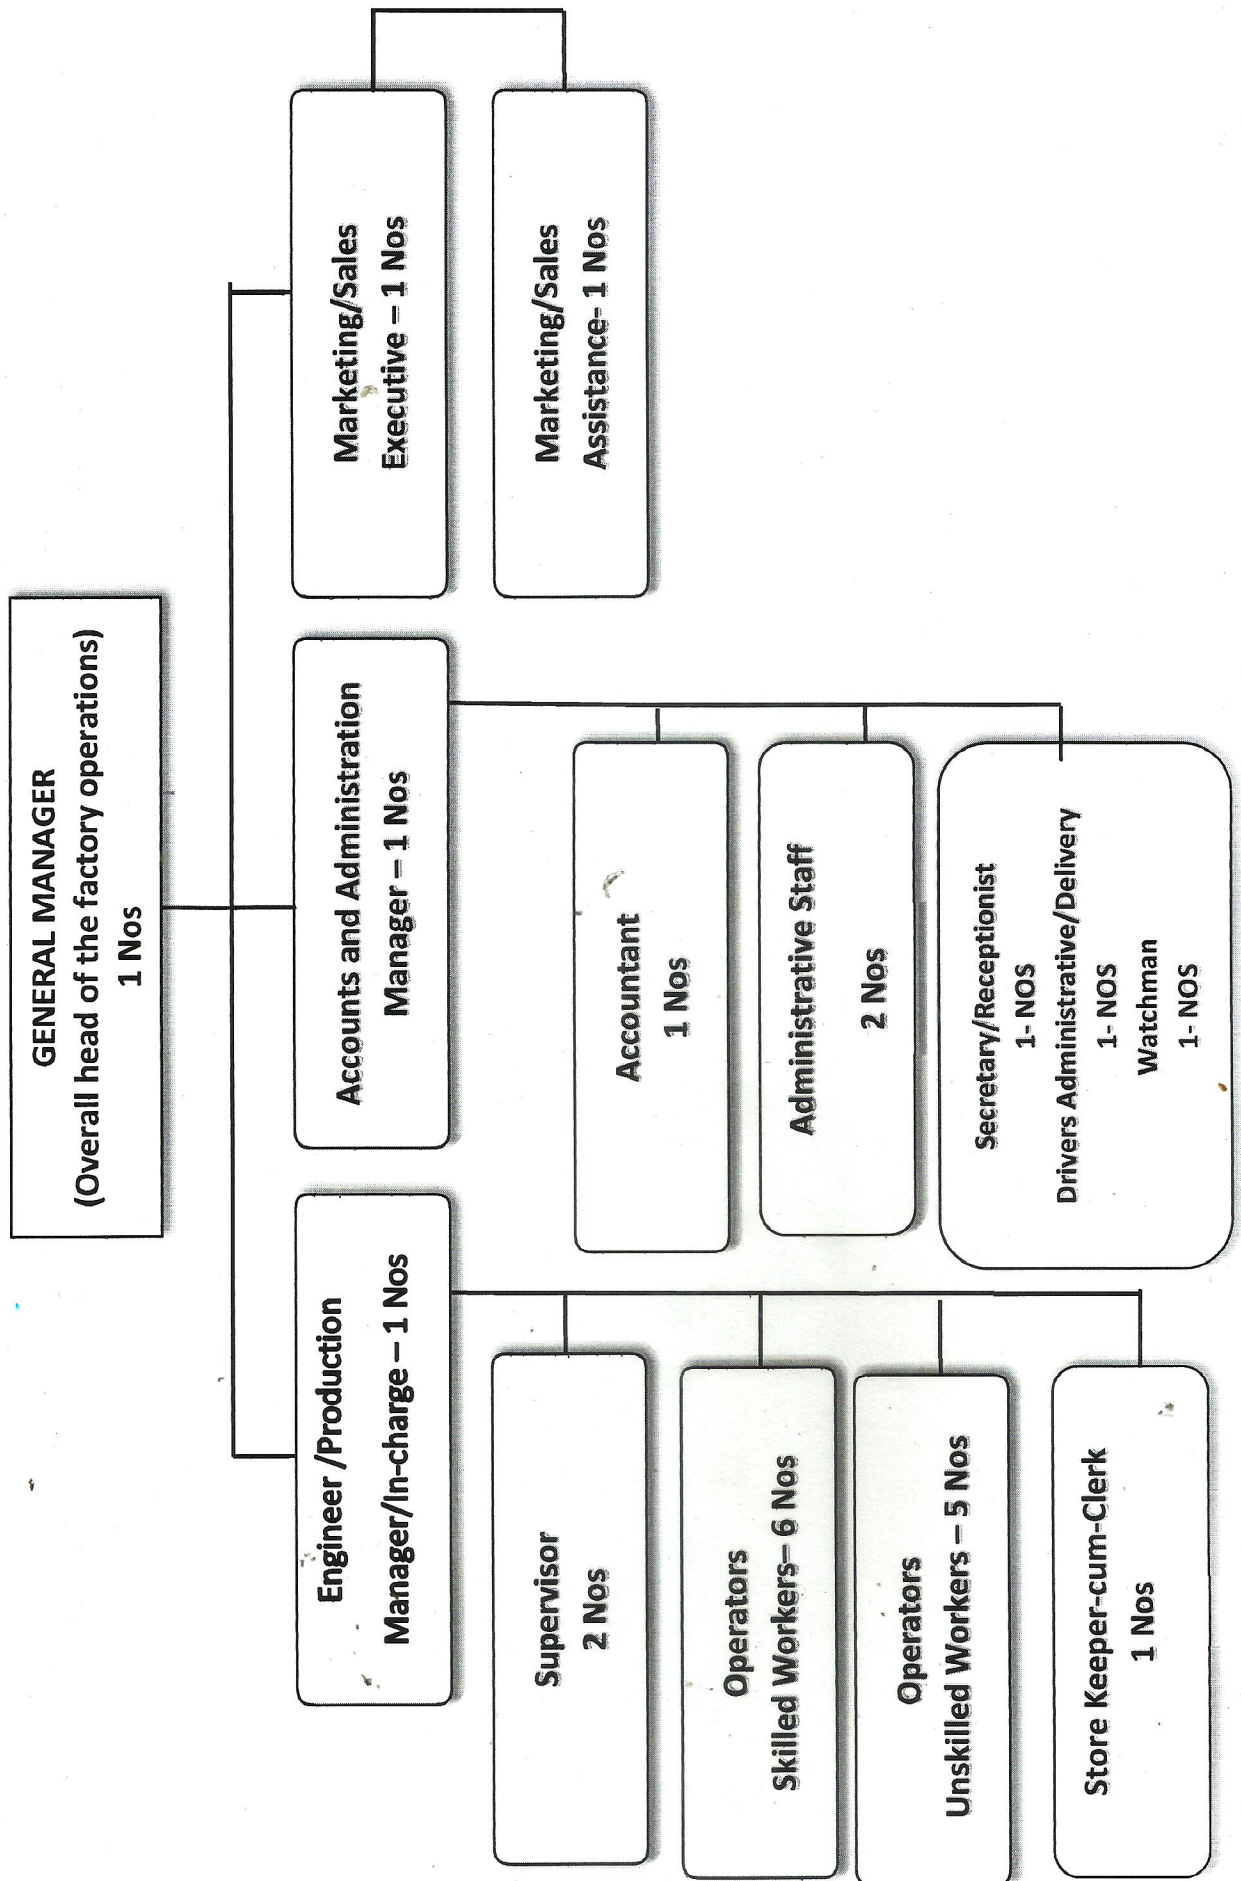 GENERAL MANAGER
(Overall head of the factory operations)
1 Nos
Engineer /Production
Manager/In-charge – 1 Nos
Supervisor
2 Nos
Operators
Skilled Workers– 6 Nos
Operators
Unskilled Workers – 5 Nos
Store Keeper-cum-Clerk
1 Nos
Accounts and Administration
Manager – 1 Nos
Accountant
1 Nos
Administrative Staff
2 Nos
Secretary/Receptionist
1- NOS
Drivers Administrative/Delivery
1- NOS
Watchman
1- NOS
Marketing/Sales
Executive – 1 Nos
Marketing/Sales
Assistance- 1 Nos